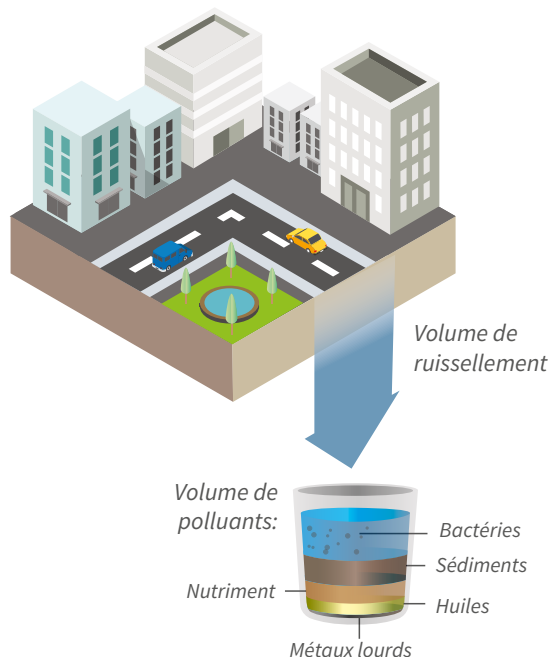 Volume de
ruissellement
Volume de
polluants:
Bactéries
Sédiments
Nutriment
Huiles
Métaux lourds